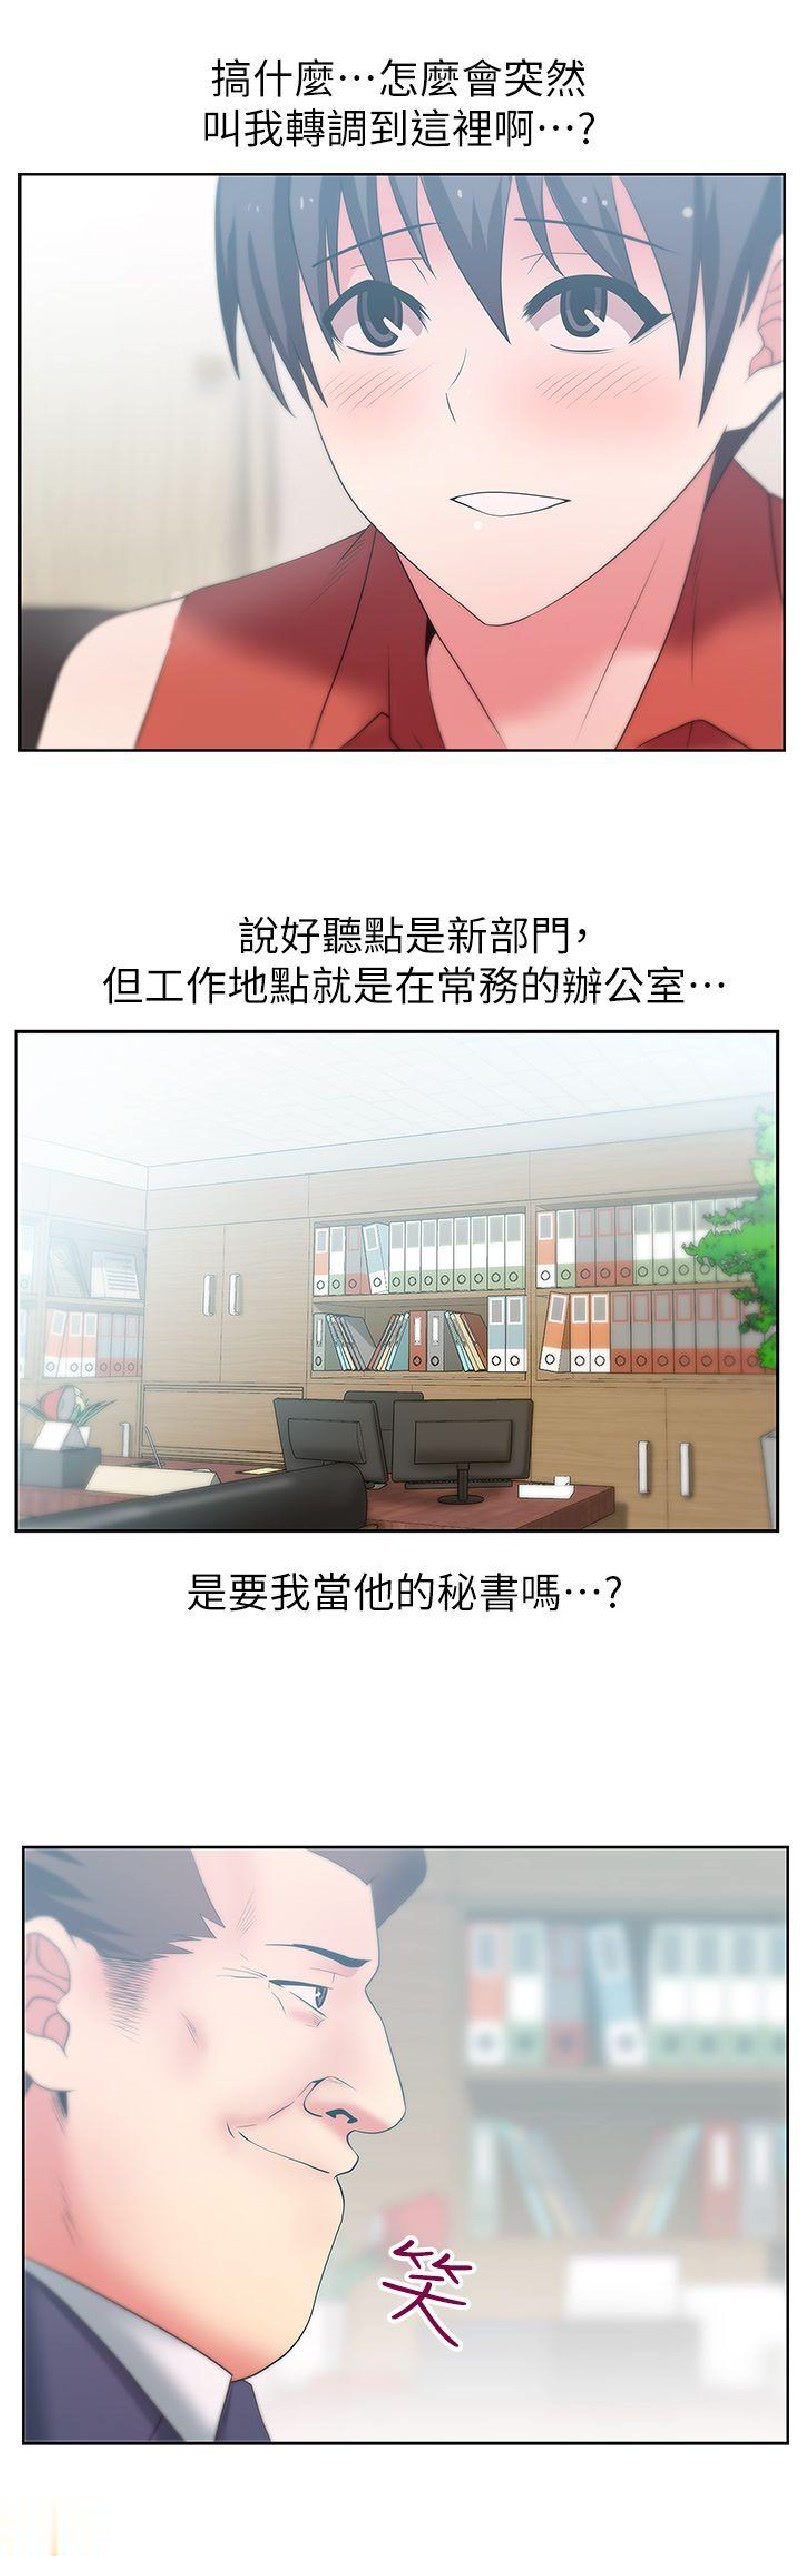 搞什麼⋯怎麼會突然
叫我轉調到這裡啊⋯?
說好聽點是新部門,
但工作地點就是在常務的辦公室⋯
是要我當他的秘書嗎⋯?
笑